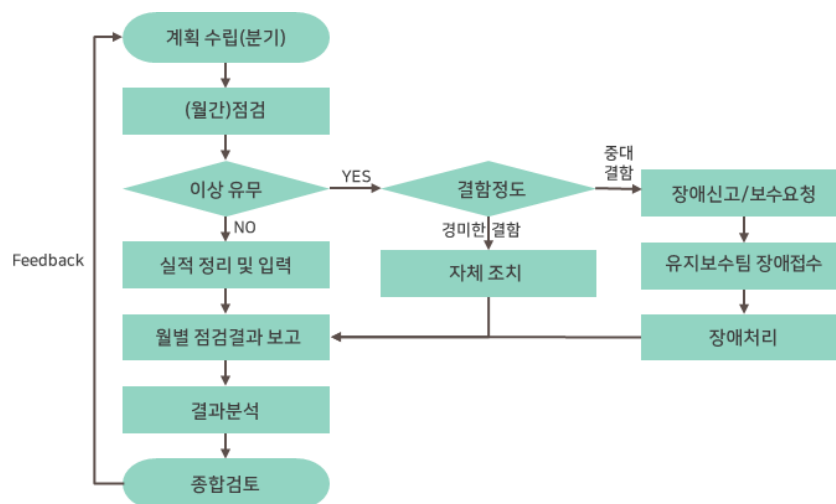 계획 수립(분기)
(월간)점검
이상 유무
YES
결함정도
중대
결함
장애신고/보수요청
NO
경미한 결함
Feedback
실적 정리 및 입력
자체 조치
유지보수팀 장애접수
월별 점검결과 보고
장애처리
결과분석
종합검토